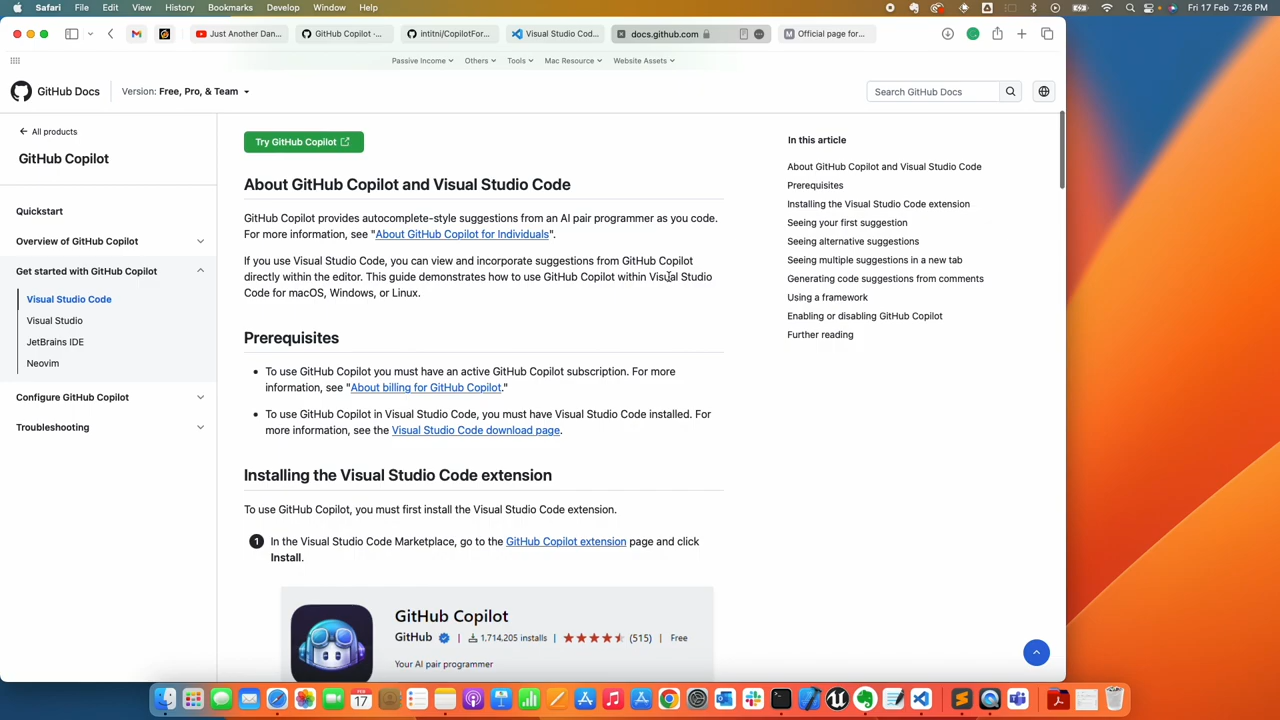 Safari File Edit View History Bookmarks Develop Window Help
Fri 17 Feb 7:26 PM
Just Another Dan...
GitHub Copilot ·...
intitni/CopilotFor...
Visual Studio Cod...
docs.github.com
Official page for...
Passive Income Others Tools Mac Resource Website Assets
GitHub Docs
Version: Free, Pro, & Team
Search GitHub Docs
All products
GitHub Copilot
Quickstart
Overview of GitHub Copilot
Get started with GitHub Copilot
Visual Studio Code
Visual Studio
JetBrains IDE
Neovim
Configure GitHub Copilot
Troubleshooting
Try GitHub Copilot
About GitHub Copilot and Visual Studio Code
GitHub Copilot provides autocomplete-style suggestions from an AI pair programmer as you code.
For more information, see "About GitHub Copilot for Individuals".
If you use Visual Studio Code, you can view and incorporate suggestions from GitHub Copilot
directly within the editor. This guide demonstrates how to use GitHub Copilot within Visual Studio
Code for macOS, Windows, or Linux.
Prerequisites
• To use GitHub Copilot you must have an active GitHub Copilot subscription. For more
information, see "About billing for GitHub Copilot."
• To use GitHub Copilot in Visual Studio Code, you must have Visual Studio Code installed. For
more information, see the Visual Studio Code download page.
Installing the Visual Studio Code extension
To use GitHub Copilot, you must first install the Visual Studio Code extension.
1 In the Visual Studio Code Marketplace, go to the GitHub Copilot extension page and click
Install.
GitHub Copilot
GitHub | 1,714,205 installs | (515) | Free
Your AI pair programmer
In this article
About GitHub Copilot and Visual Studio Code
Prerequisites
Installing the Visual Studio Code extension
Seeing your first suggestion
Seeing alternative suggestions
Seeing multiple suggestions in a new tab
Generating code suggestions from comments
Using a framework
Enabling or disabling GitHub Copilot
Further reading
FEB
17